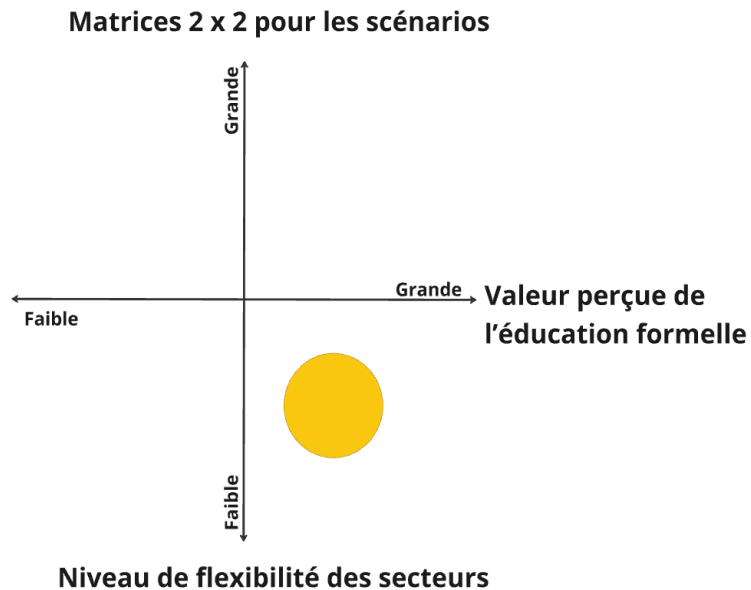 Matrices 2 x 2 pour les scénarios
Grande
Grande
Valeur perçue de
l’éducation formelle
Faible
Faible
Niveau de flexibilité des secteurs